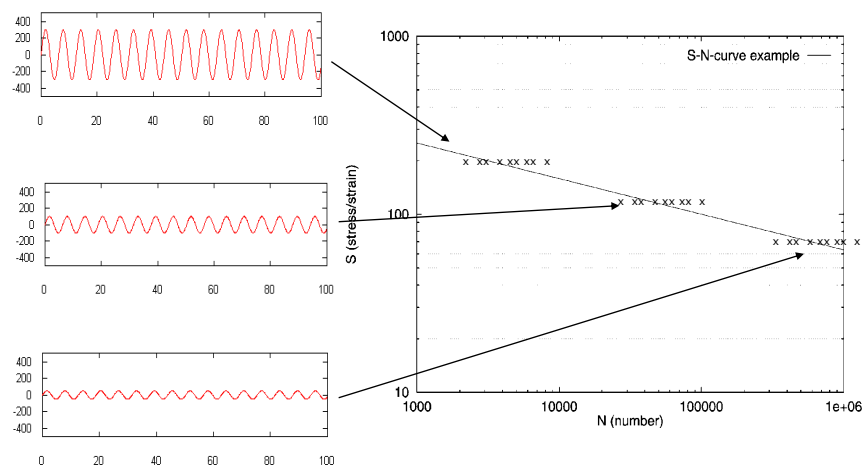 400
200
0
-200
-400
0 20 40 60 80 100
400
200
0
-200
-400
0 20 40 60 80 100
400
200
0
-200
-400
0 20 40 60 80 100
1000
100
10
S (stress/strain)
S-N-curve example
x x x x x x x x x
x x x x x x x x x
x x x x x x x x x
1000 10000 100000 1e+06
N (number)